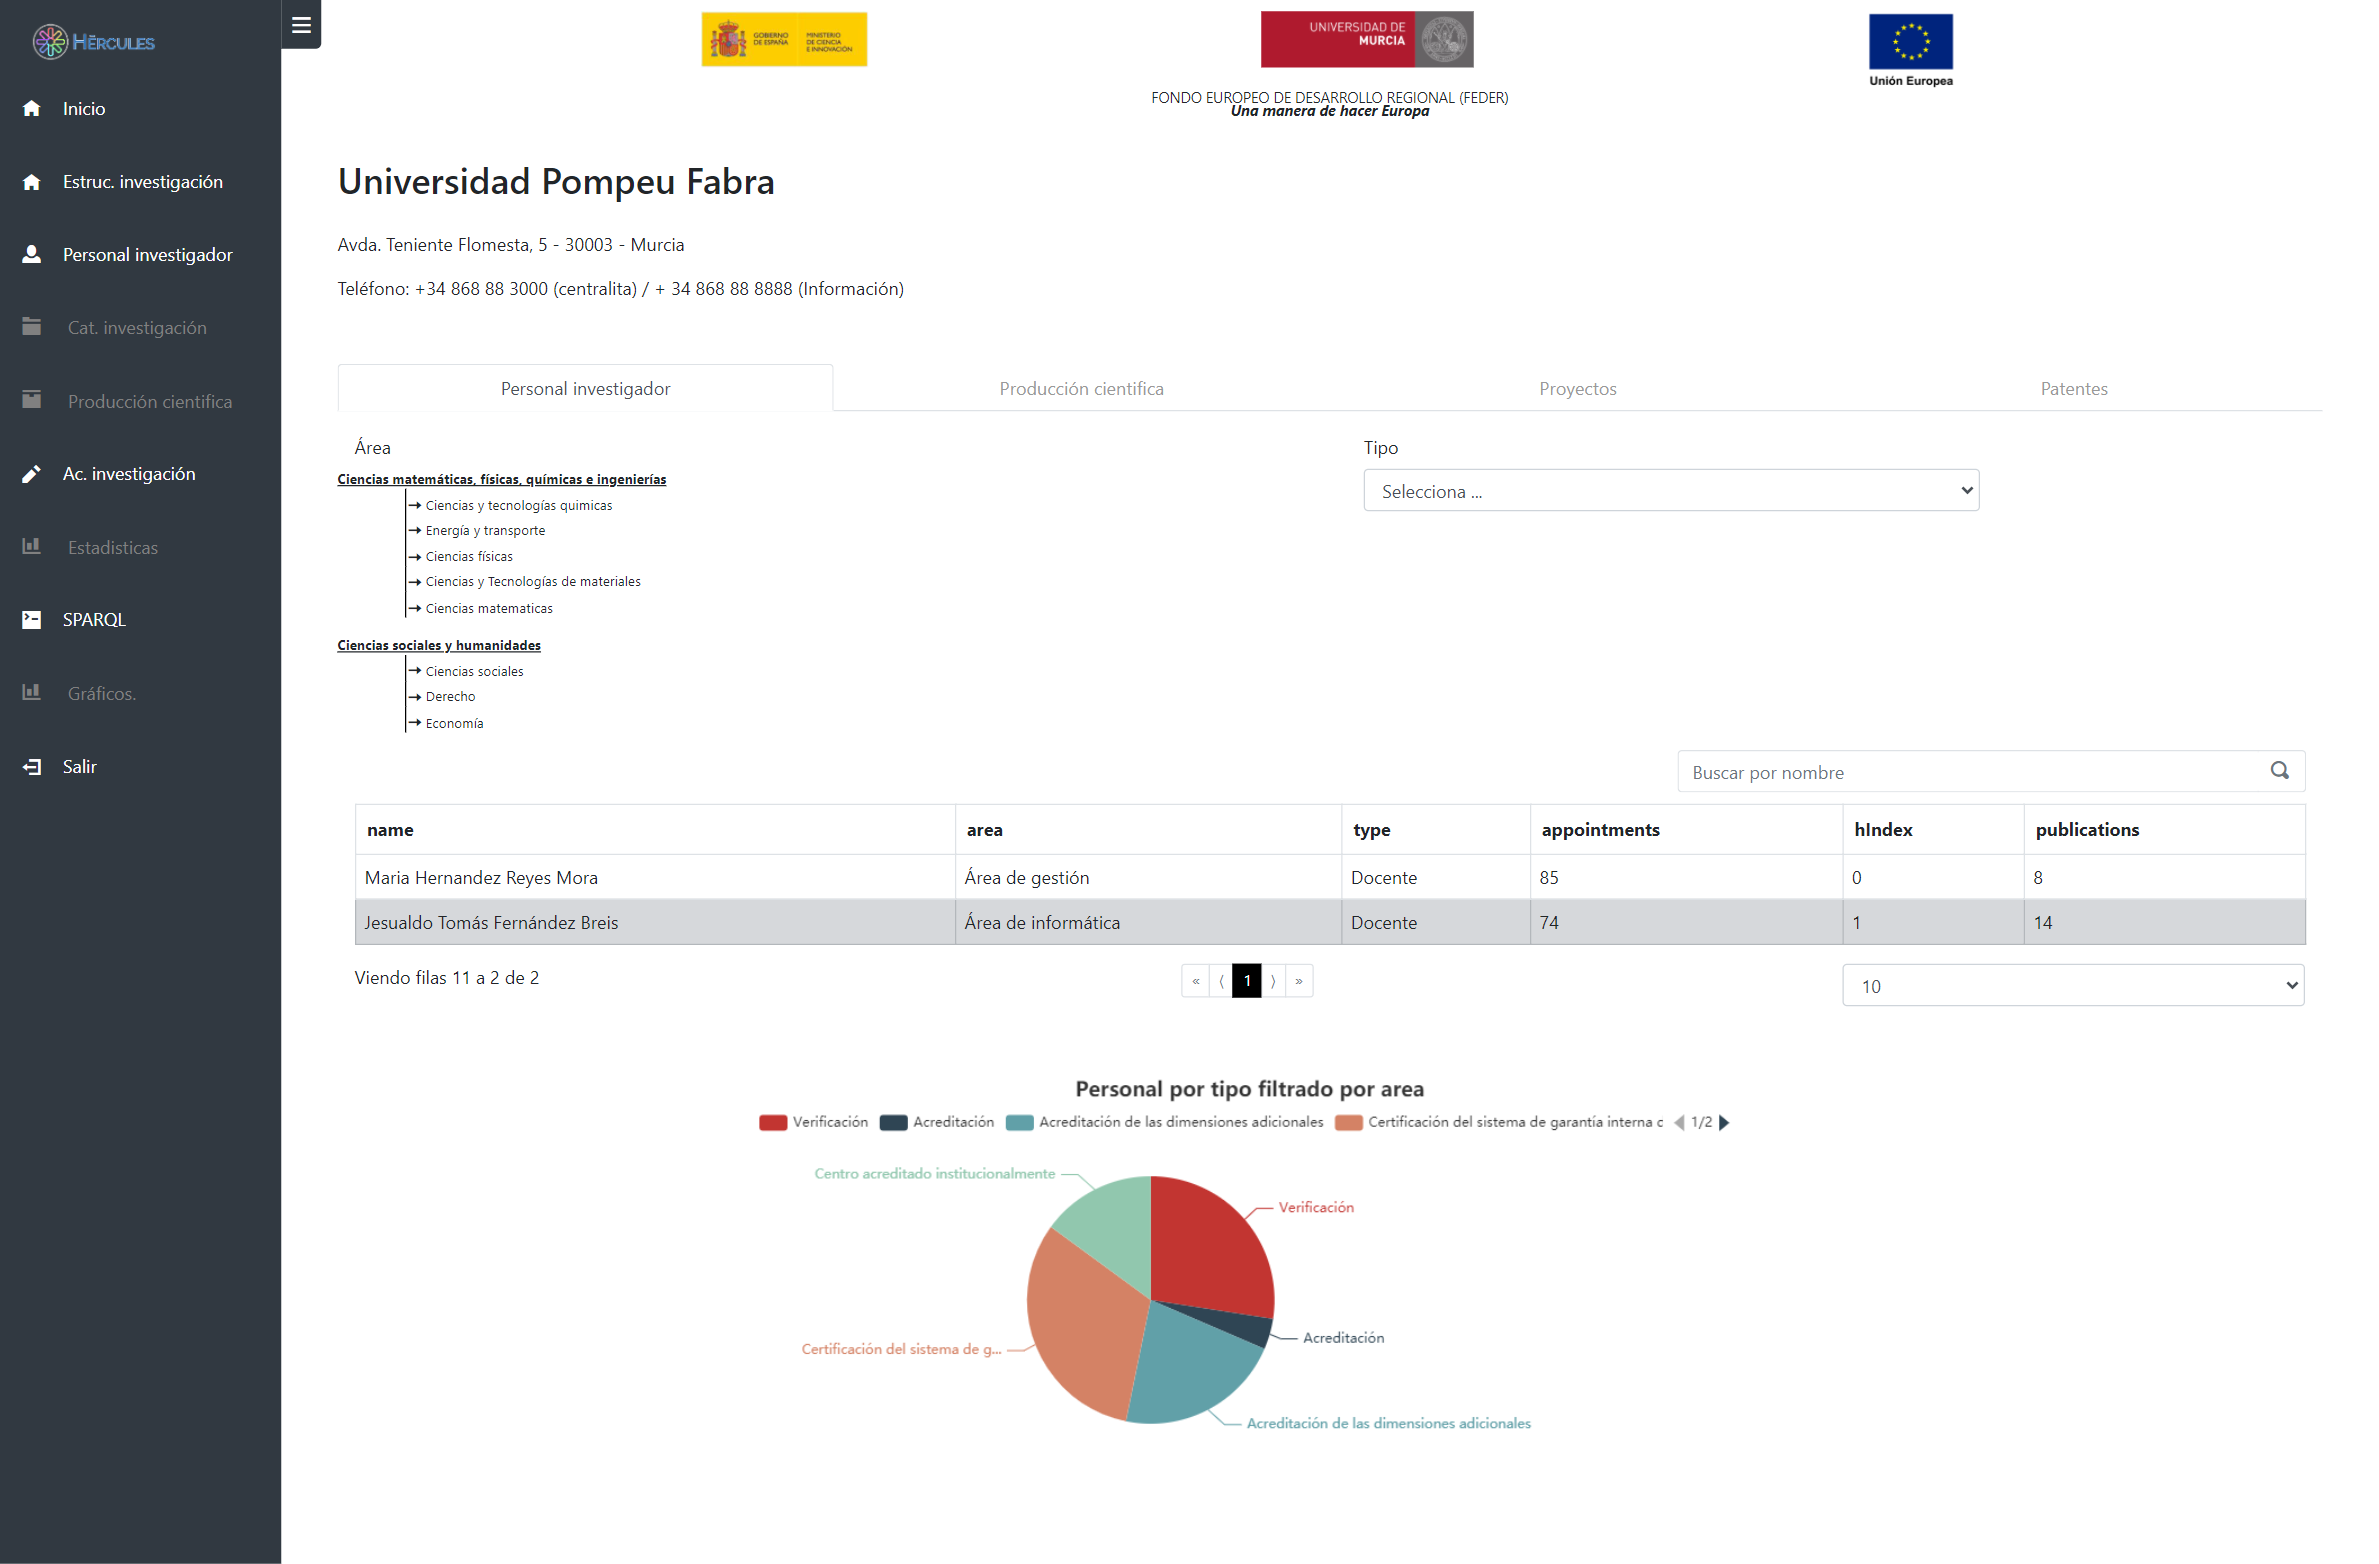 HĒRCULES
Inicio
Estruc. investigación
Personal investigador
Cat. investigación
Producción cientifica
Ac. investigación
Estadisticas
SPARQL
Gráficos.
Salir
GOBIERNO DE ESPAÑA
MINISTERIO DE CIENCIA E INNOVACIÓN
UNIVERSIDAD DE
MURCIA
Unión Europea
FONDO EUROPEO DE DESARROLLO REGIONAL (FEDER)
Una manera de hacer Europa
Universidad Pompeu Fabra
Avda. Teniente Flomesta, 5 - 30003 - Murcia
Teléfono: +34 868 88 3000 (centralita) / + 34 868 88 8888 (Información)
Personal investigador Producción cientifica Proyectos Patentes
Área
Ciencias matemáticas, físicas, químicas e ingenierías
Ciencias y tecnologías quimicas
Energía y transporte
Ciencias físicas
Ciencias y Tecnologías de materiales
Ciencias matematicas
Ciencias sociales y humanidades
Ciencias sociales
Derecho
Economía
Tipo
Selecciona ...
Buscar por nombre
name area type appointments hIndex publications
Maria Hernandez Reyes Mora Área de gestión Docente 85 0 8
Jesualdo Tomás Fernández Breis Área de informática Docente 74 1 14
Viendo filas 11 a 2 de 2
« ⟨ 1 ⟩ »
10
Personal por tipo filtrado por area
Verificación Acreditación Acreditación de las dimensiones adicionales Certificación del sistema de garantía interna c 1/2
Centro acreditado institucionalmente
Verificación
Acreditación
Certificación del sistema de g...
Acreditación de las dimensiones adicionales